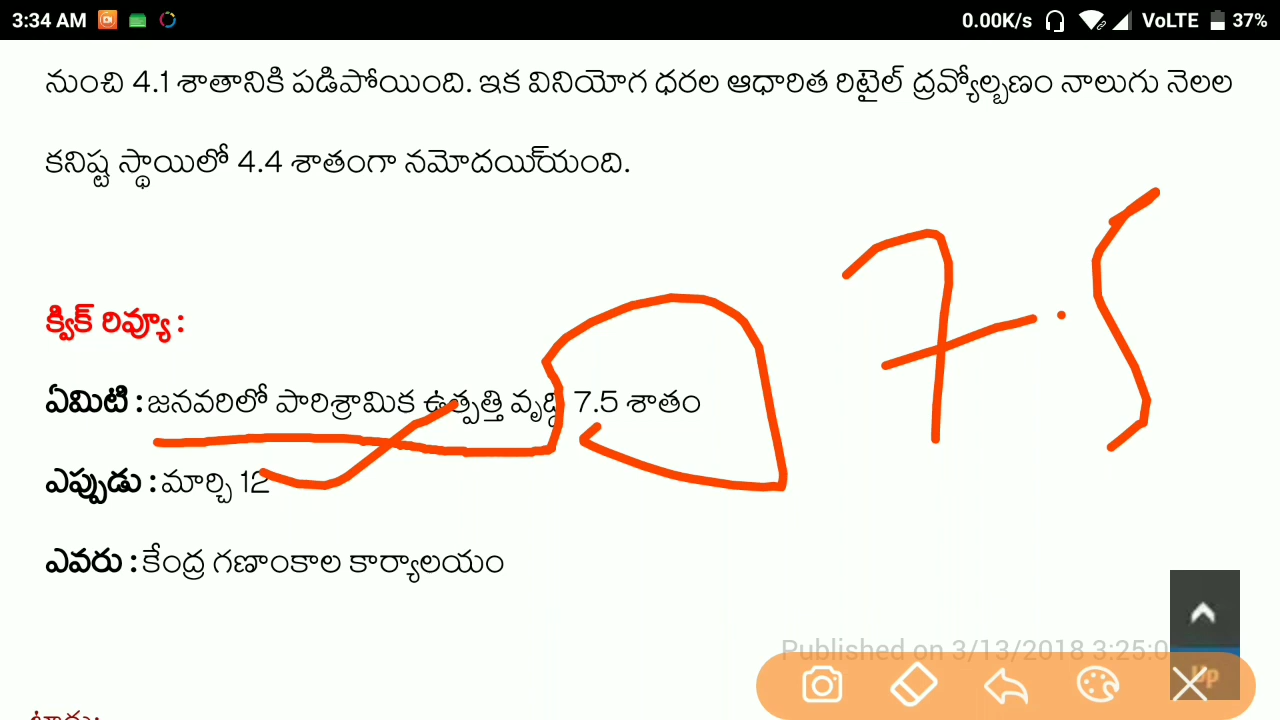 3:34 AM 0.00K/s VoLTE 37%
నుంచి 4.1 శాతానికి పడిపోయింది. ఇక వినియోగ ధరల ఆధారిత రిటైల్ ద్రవ్యోల్బణం నాలుగు నెలల
కనిష్ట స్థాయిలో 4.4 శాతంగా నమోదయి్యంది.
7.5
క్విక్ రివ్యూ :
ఏమిటి : జనవరిలో పారిశ్రామిక ఉత్పత్తి వృద్ధి 7.5 శాతం
ఎప్పుడు : మార్చి 12
ఎవరు : కేంద్ర గణాంకాల కార్యాలయం
Published on 3/13/2018 3:25:0
Up